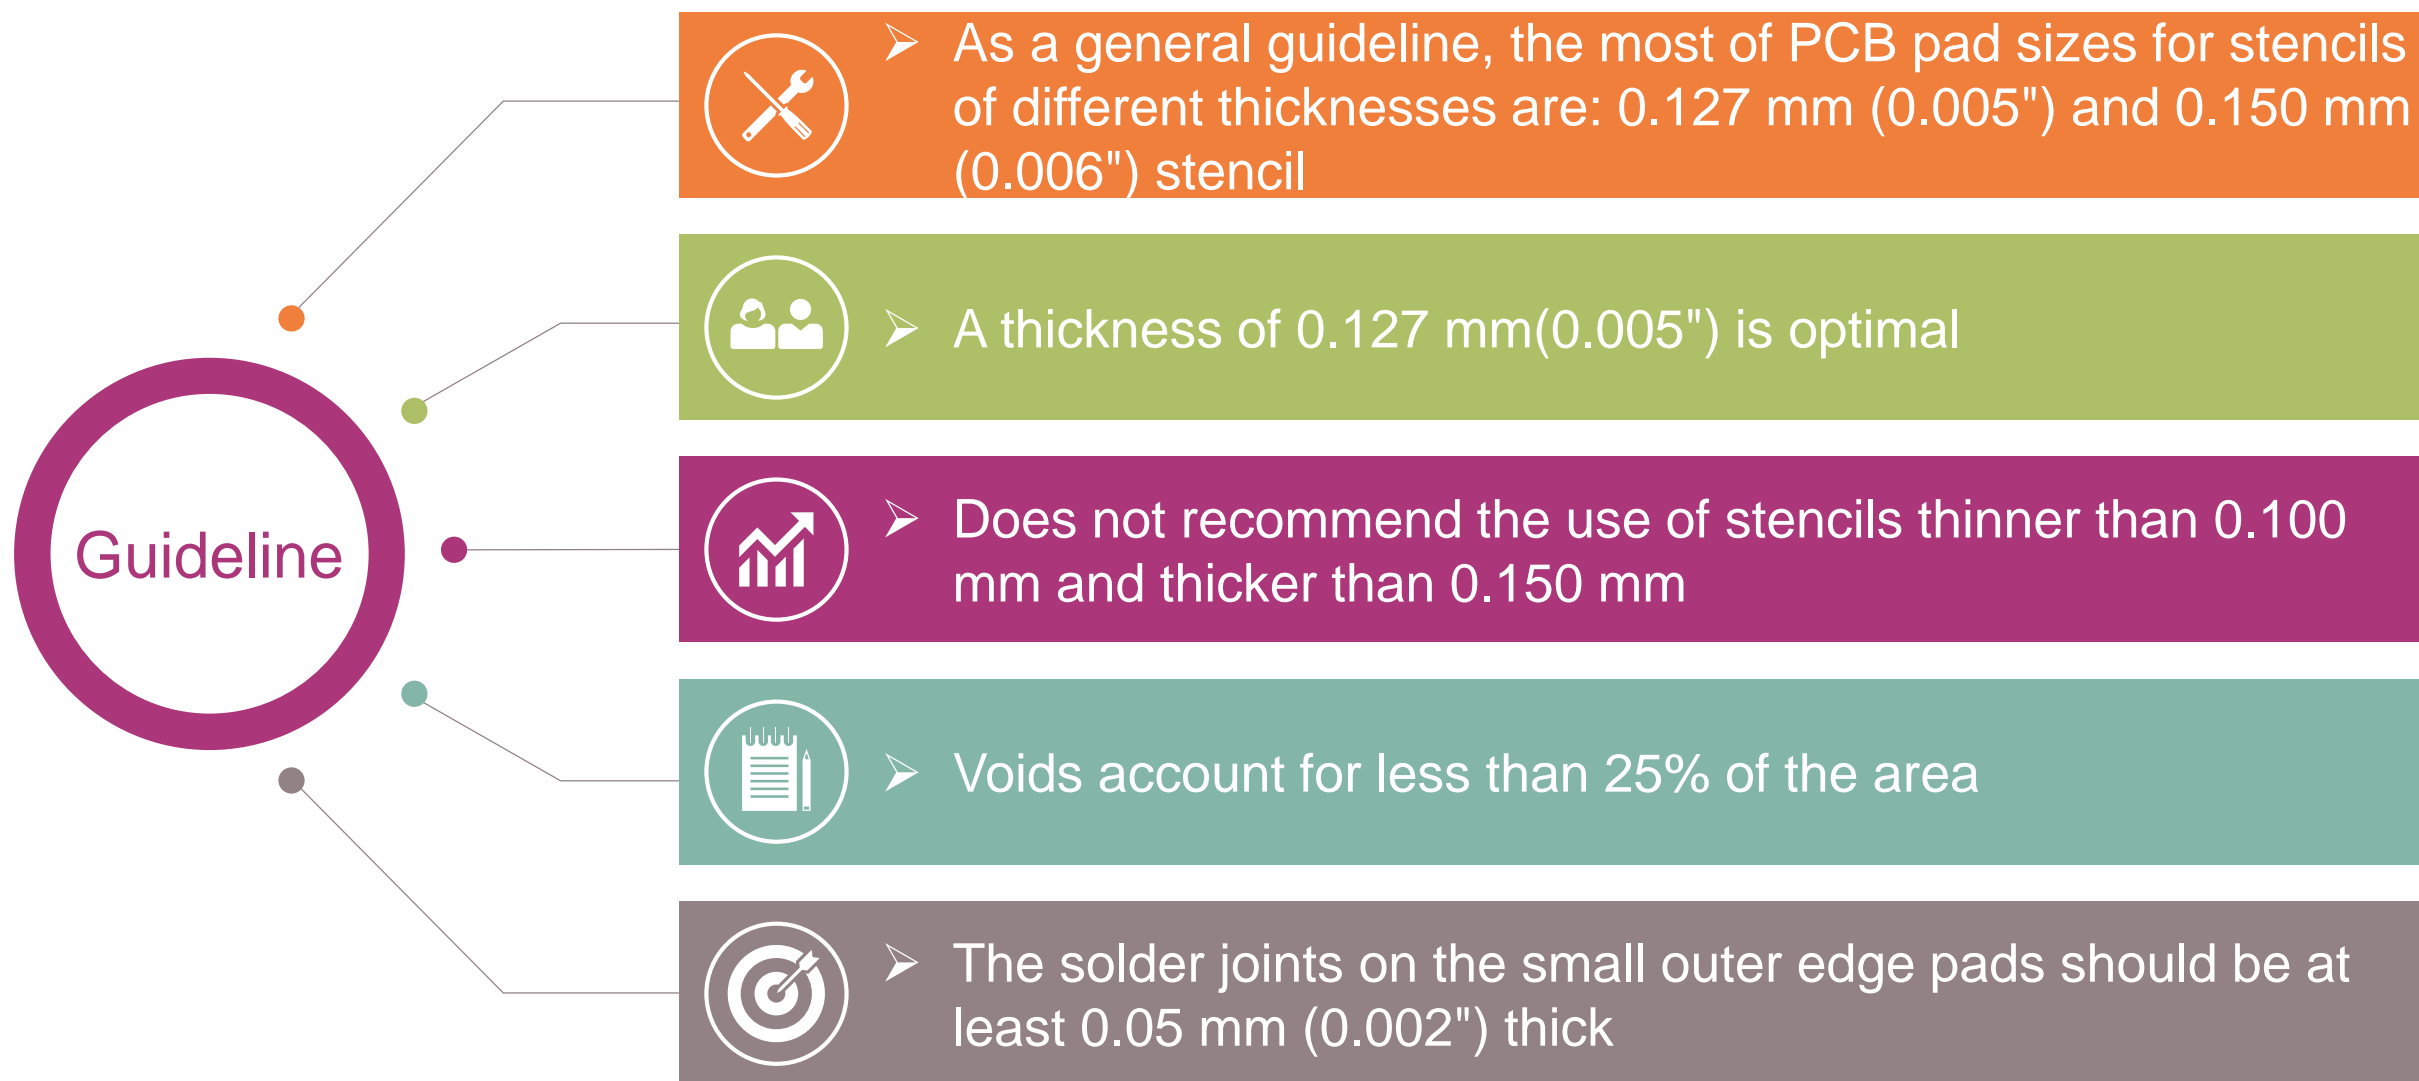 Guideline
➢ As a general guideline, the most of PCB pad sizes for stencils
of different thicknesses are: 0.127 mm (0.005") and 0.150 mm
(0.006") stencil
➢ A thickness of 0.127 mm(0.005") is optimal
➢ Does not recommend the use of stencils thinner than 0.100
mm and thicker than 0.150 mm
➢ Voids account for less than 25% of the area
➢ The solder joints on the small outer edge pads should be at
least 0.05 mm (0.002") thick